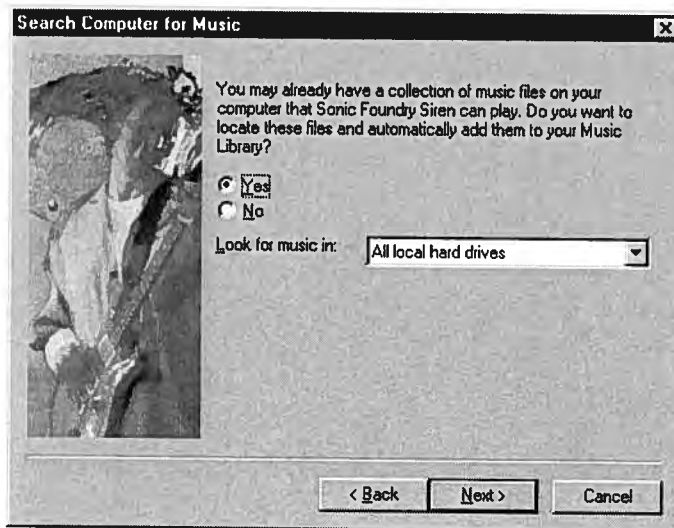 Search Computer for Music
You may already have a collection of music files on your
computer that Sonic Foundry Siren can play. Do you want to
locate these files and automatically add them to your Music
Library?
Yes
No
Look for music in:
All local hard drives
< Back
Next >
Cancel